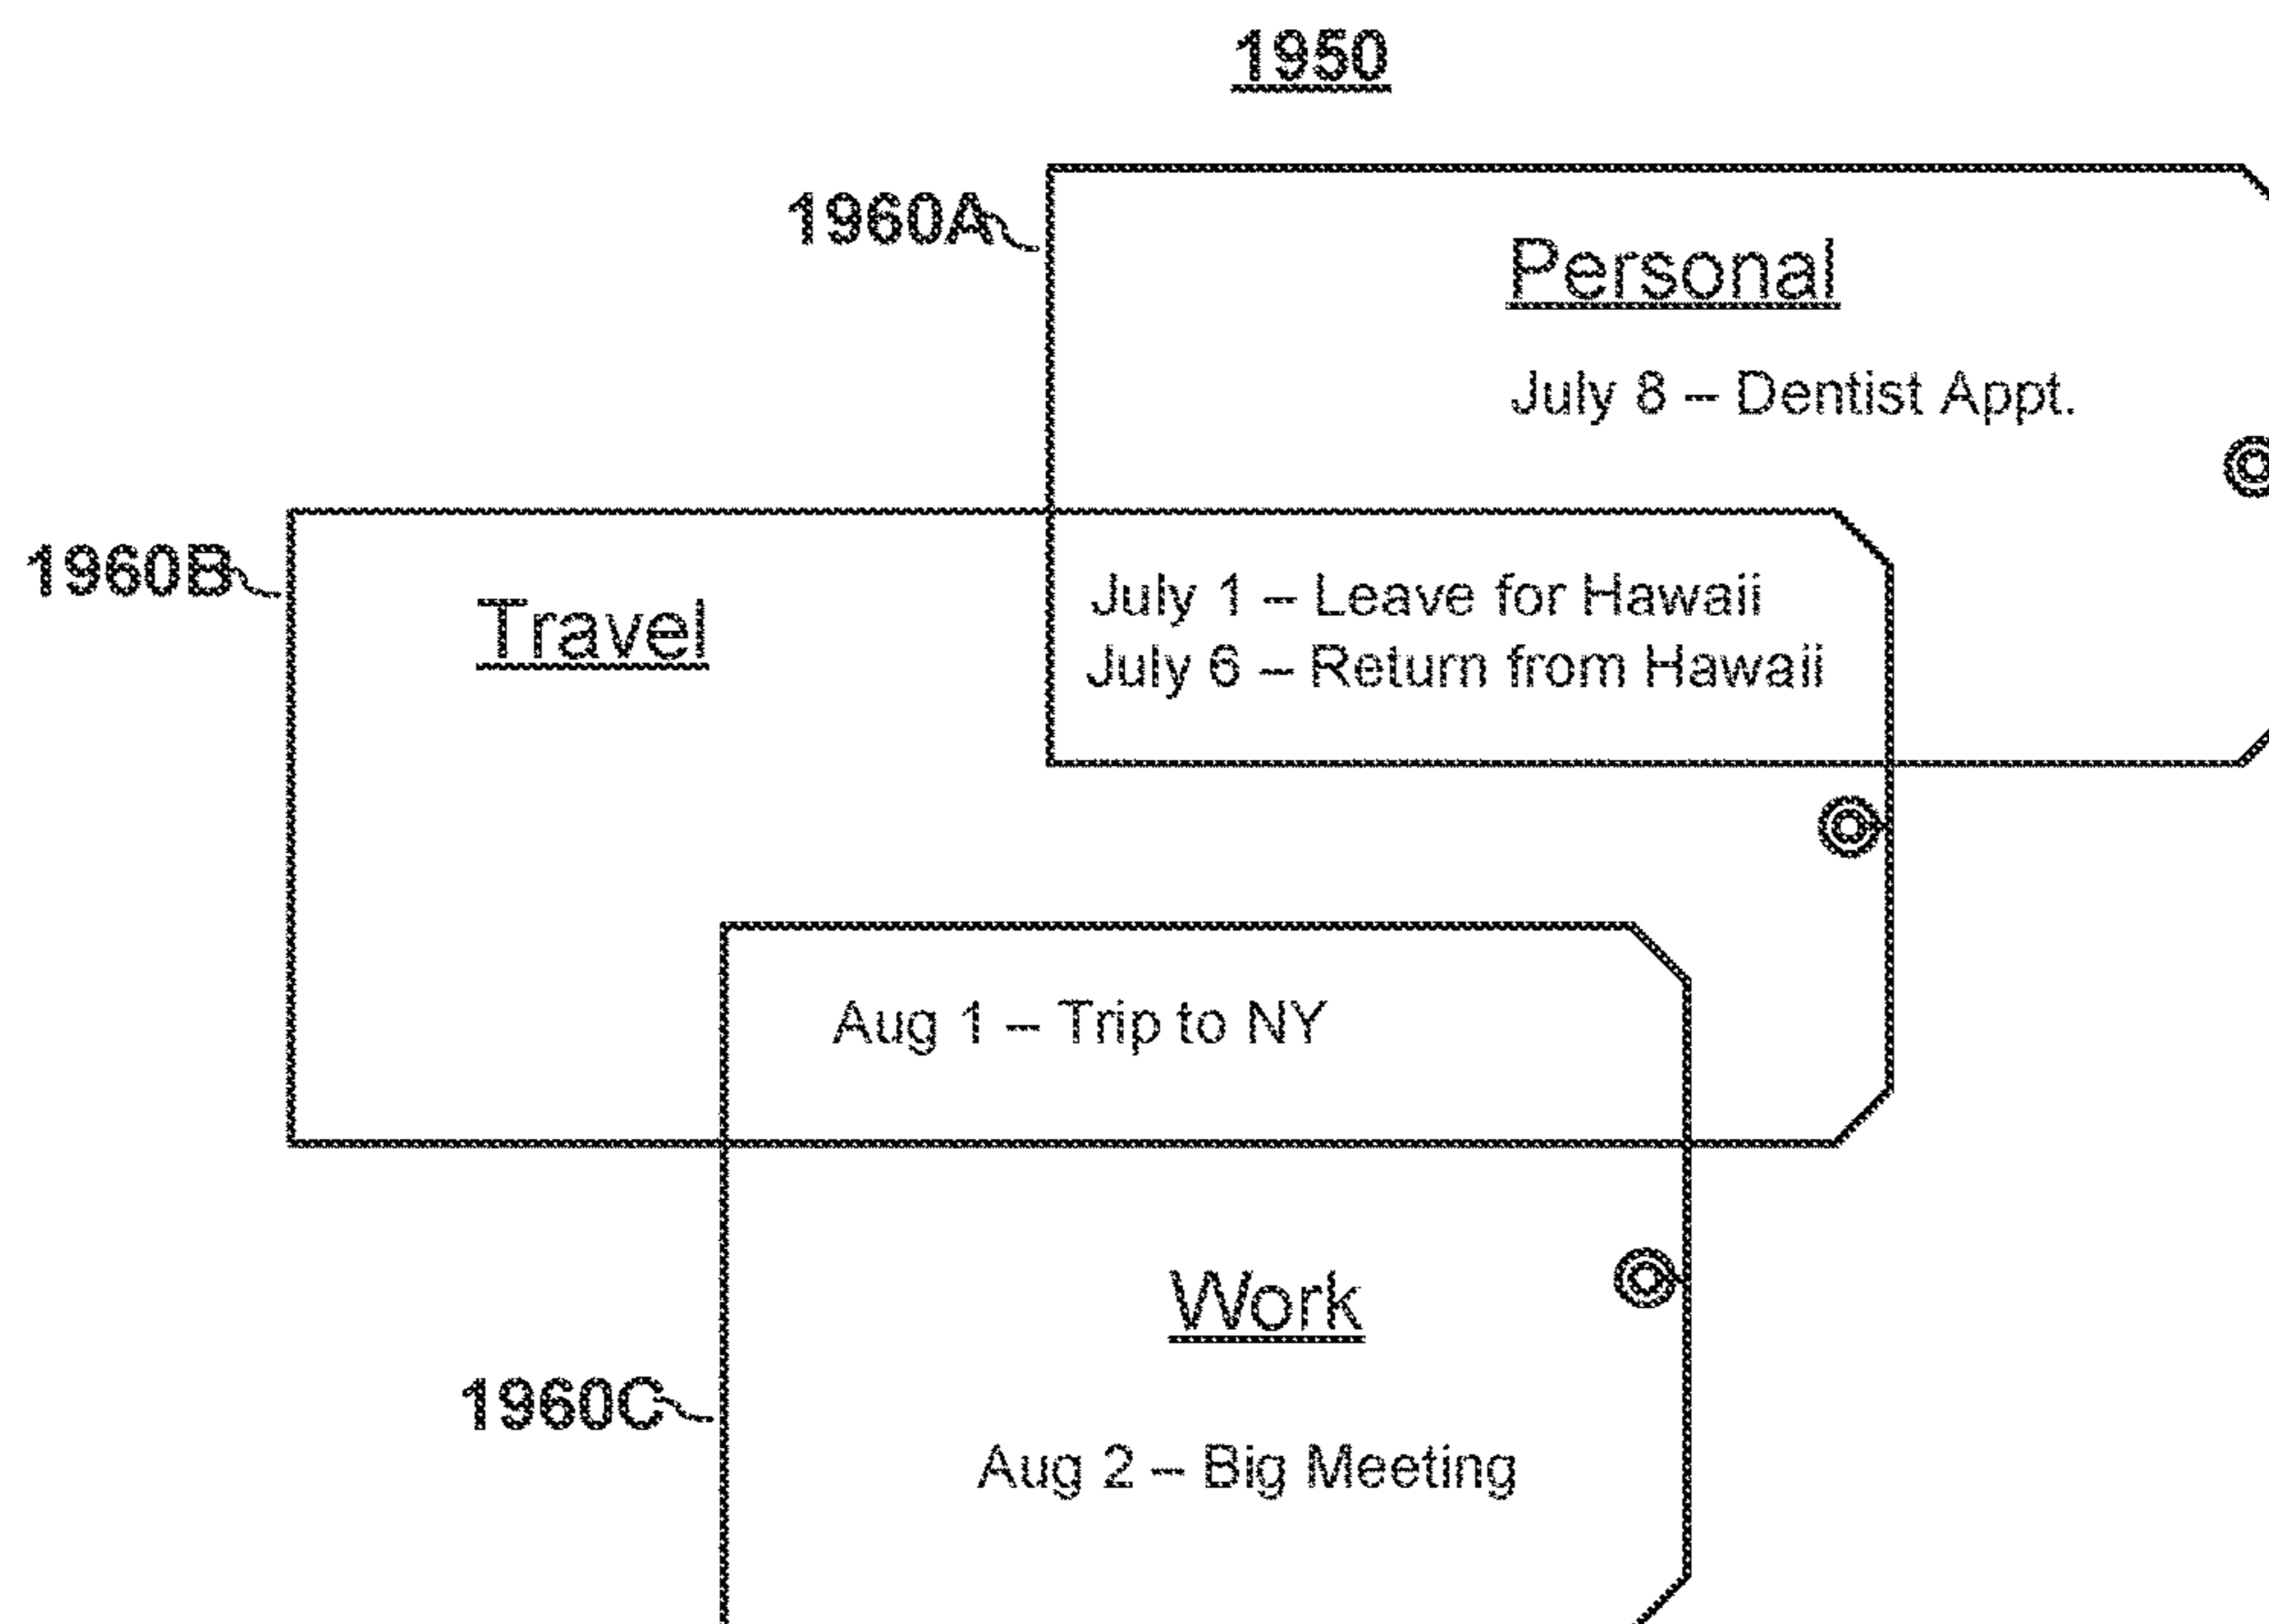 1950
1960A
Personal
July 8 – Dentist Appt.
1960B
Travel
July 1 – Leave for Hawaii
July 6 – Return from Hawaii
Aug 1 – Trip to NY
Work
1960C
Aug 2 – Big Meeting